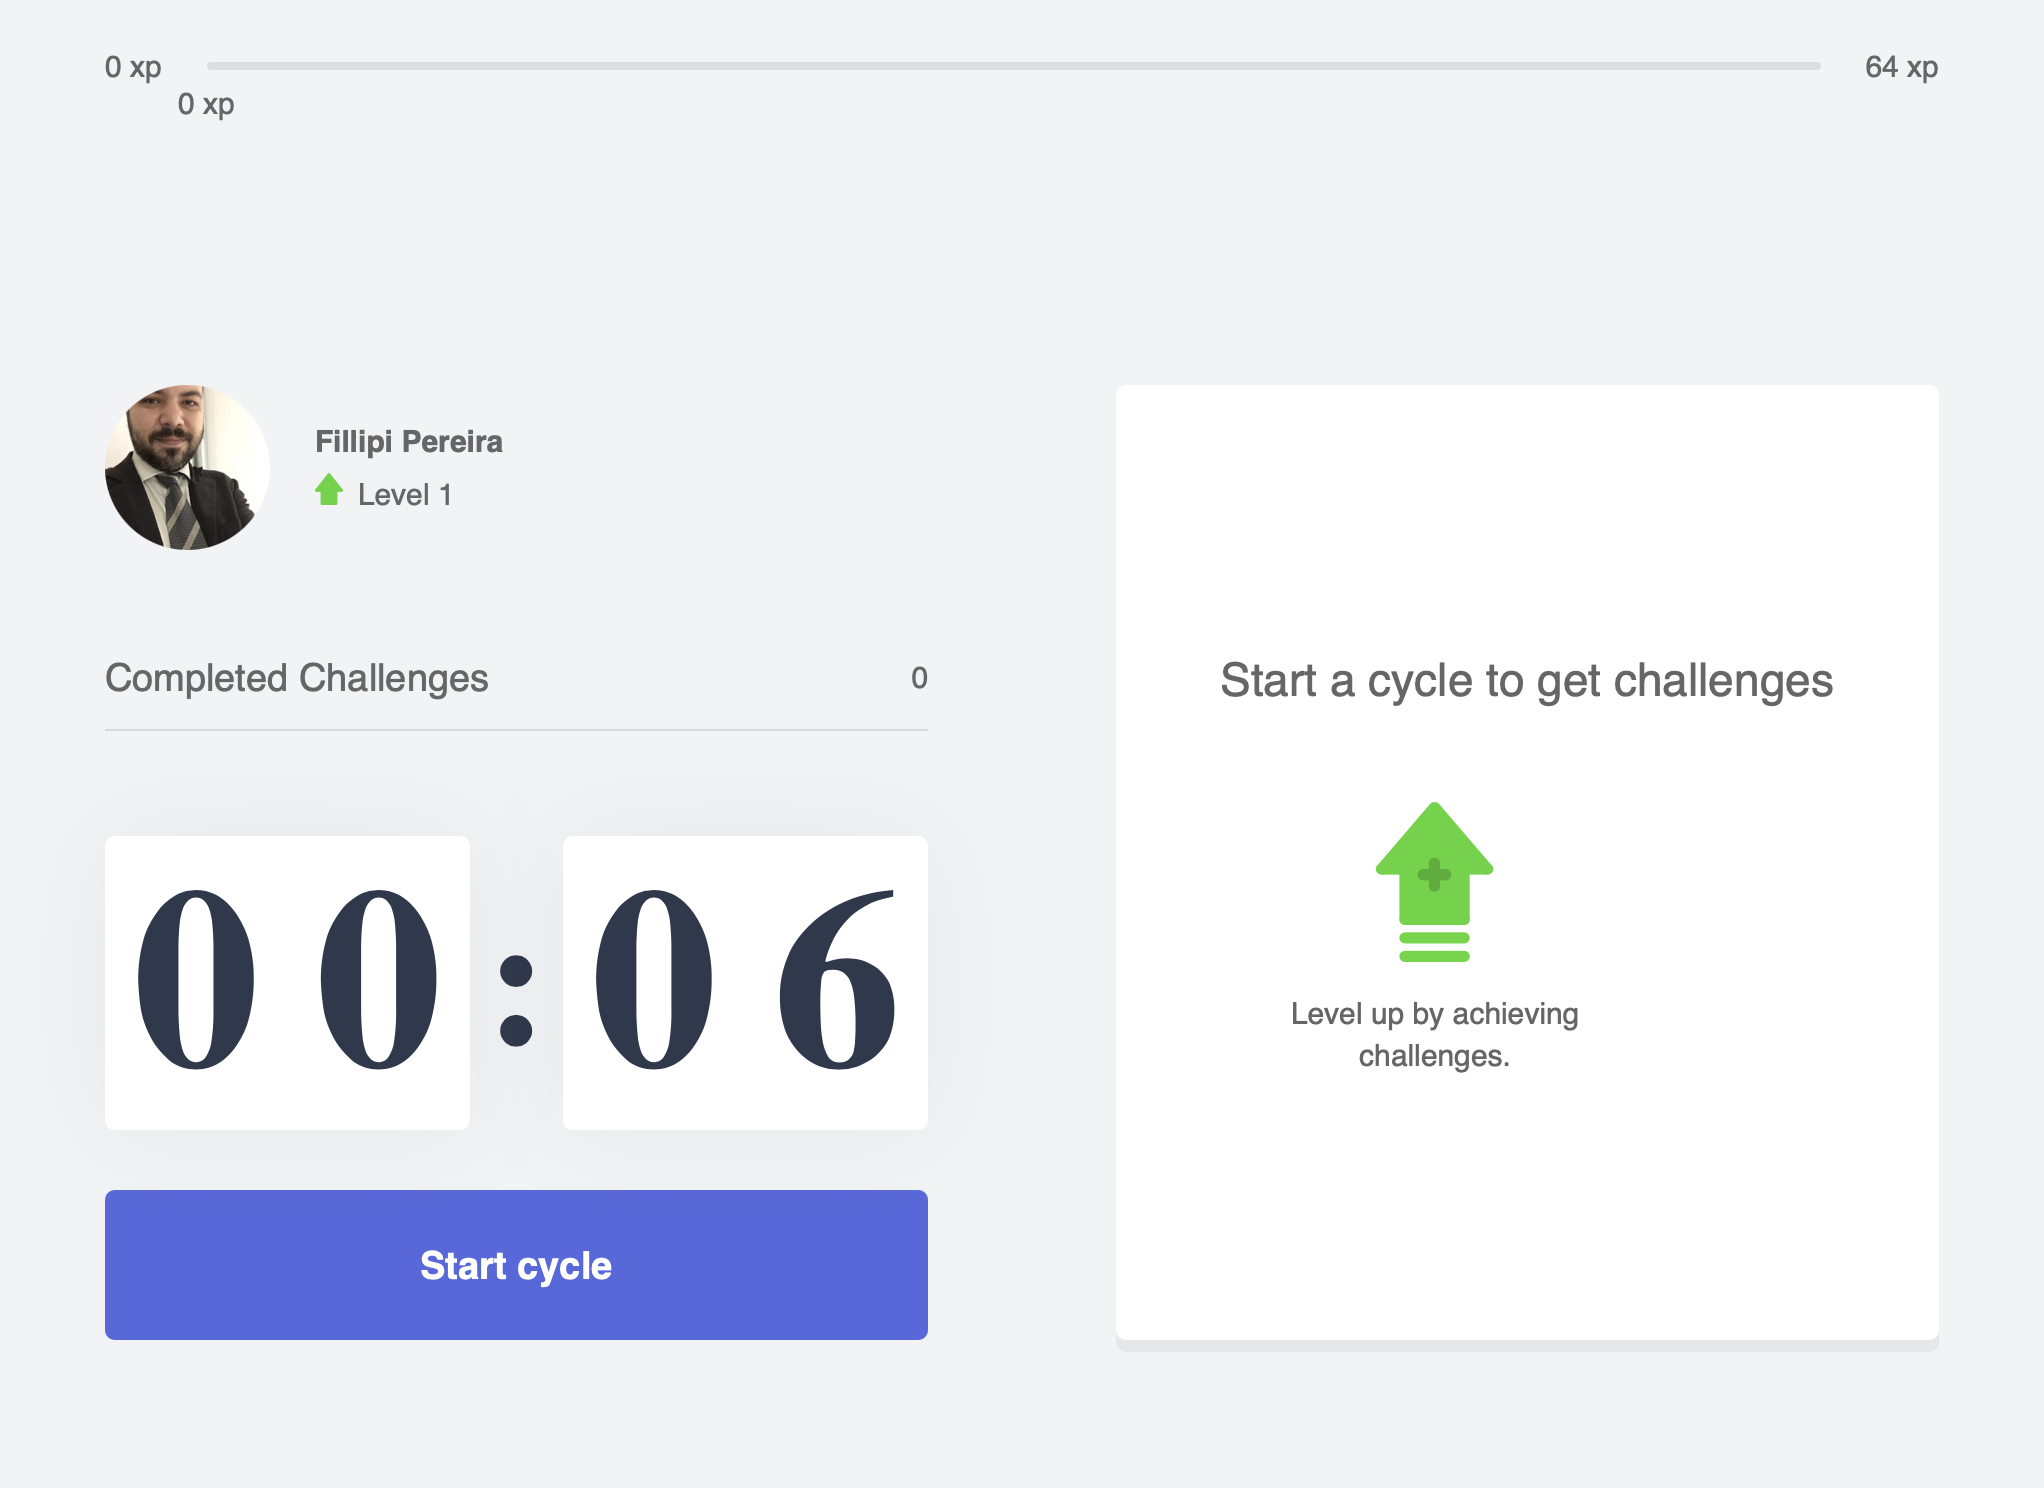 0 xp
64 xp
0 xp
Fillipi Pereira
Level 1
Completed Challenges
0
00:06
Start cycle
Start a cycle to get challenges
Level up by achieving
challenges.